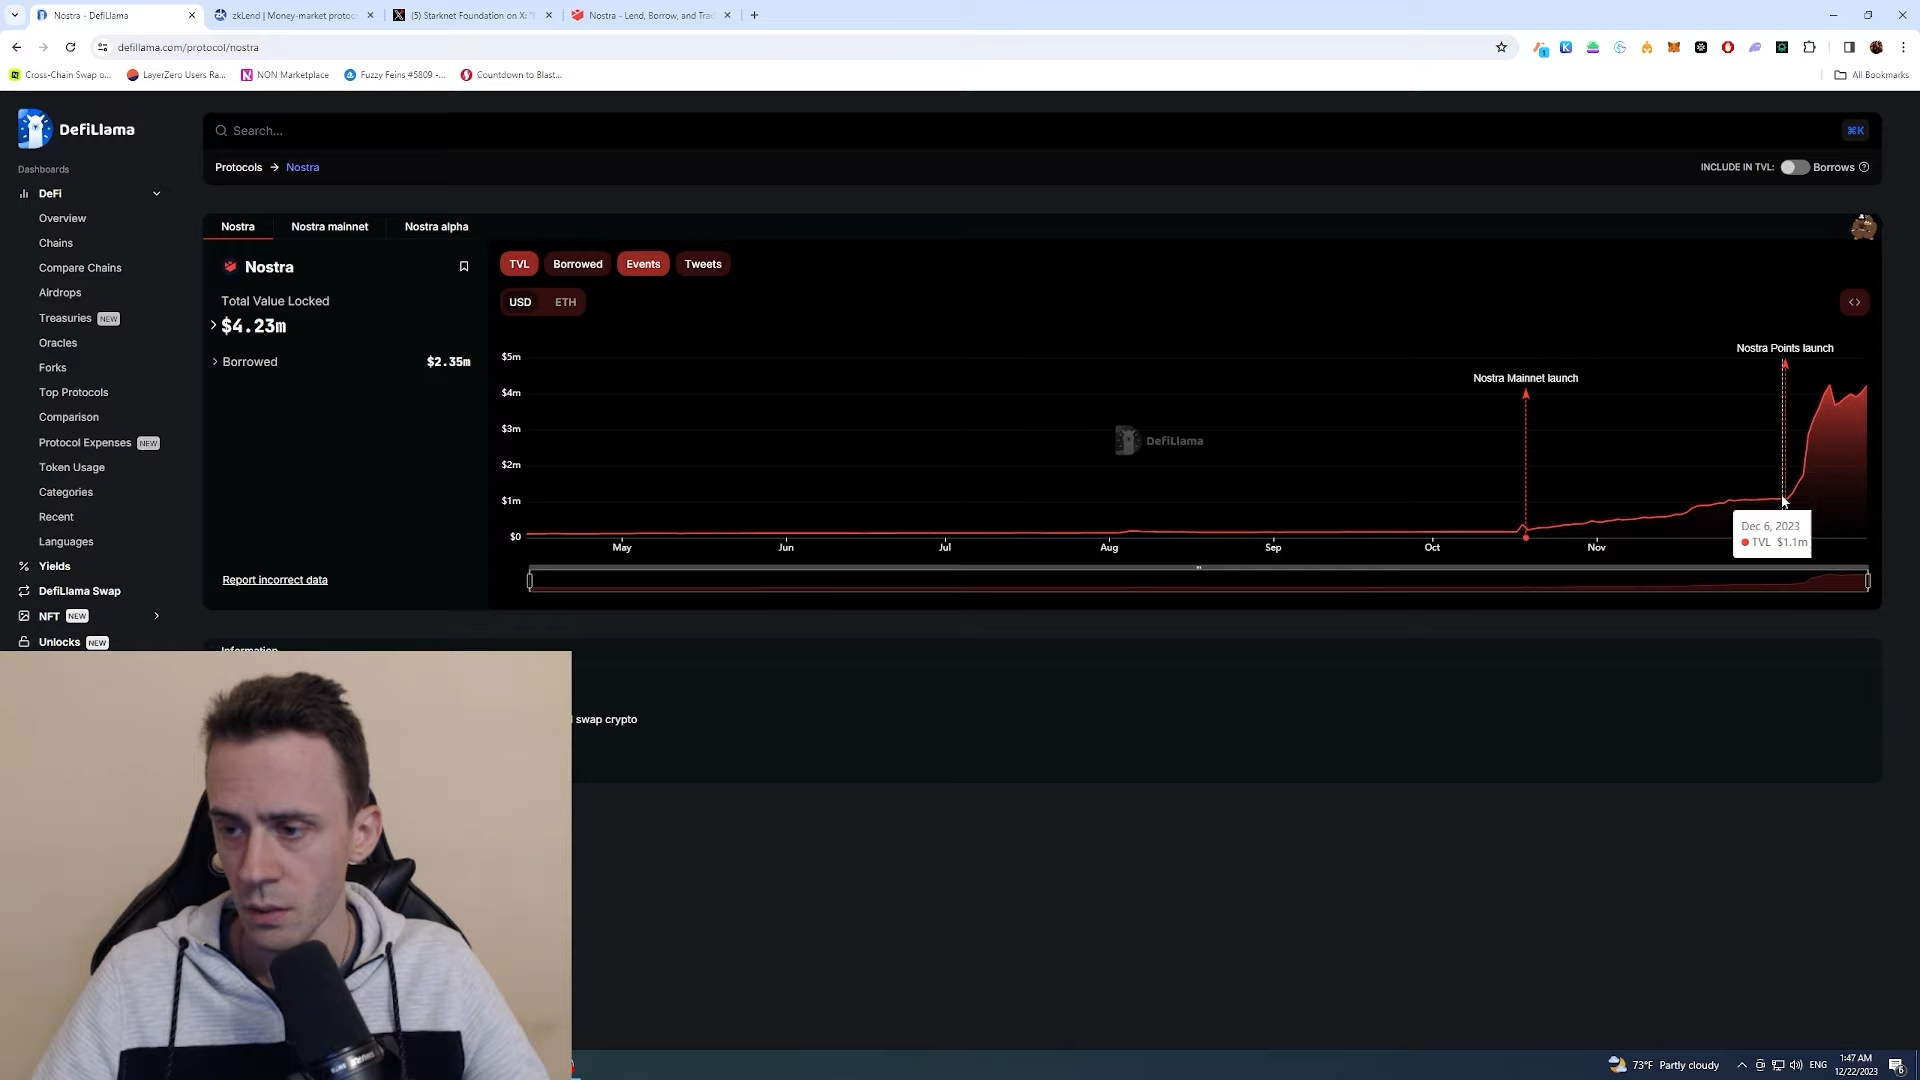 Nostra - DefiLlama
zkLend | Money-market protoc
(5) Starknet Foundation on X: "
Nostra - Lend, Borrow, and Trad
defillama.com/protocol/nostra
Cross-Chain Swap o...
LayerZero Users Ra...
NON Marketplace
Fuzzy Feins #5809 -...
Countdown to Blast...
All Bookmarks
DefiLlama
Search...
⌘K
Protocols → Nostra
INCLUDE IN TVL:
Borrows
Dashboards
DeFi
Overview
Chains
Compare Chains
Airdrops
Treasuries NEW
Oracles
Forks
Top Protocols
Comparison
Protocol Expenses NEW
Token Usage
Categories
Recent
Languages
Yields
DefiLlama Swap
NFT NEW
Unlocks NEW
Nostra
Nostra mainnet
Nostra alpha
Nostra
Total Value Locked
$4.23m
Borrowed
$2.35m
Report incorrect data
TVL
Borrowed
Events
Tweets
USD
ETH
Nostra Points launch
Nostra Mainnet launch
$5m
$4m
$3m
$2m
$1m
$0
DefiLlama
May
Jun
Jul
Aug
Sep
Oct
Nov
Dec 6, 2023
TVL $1.1m
Information
swap crypto
73°F Partly cloudy
ENG
1:47 AM
12/22/2023
6